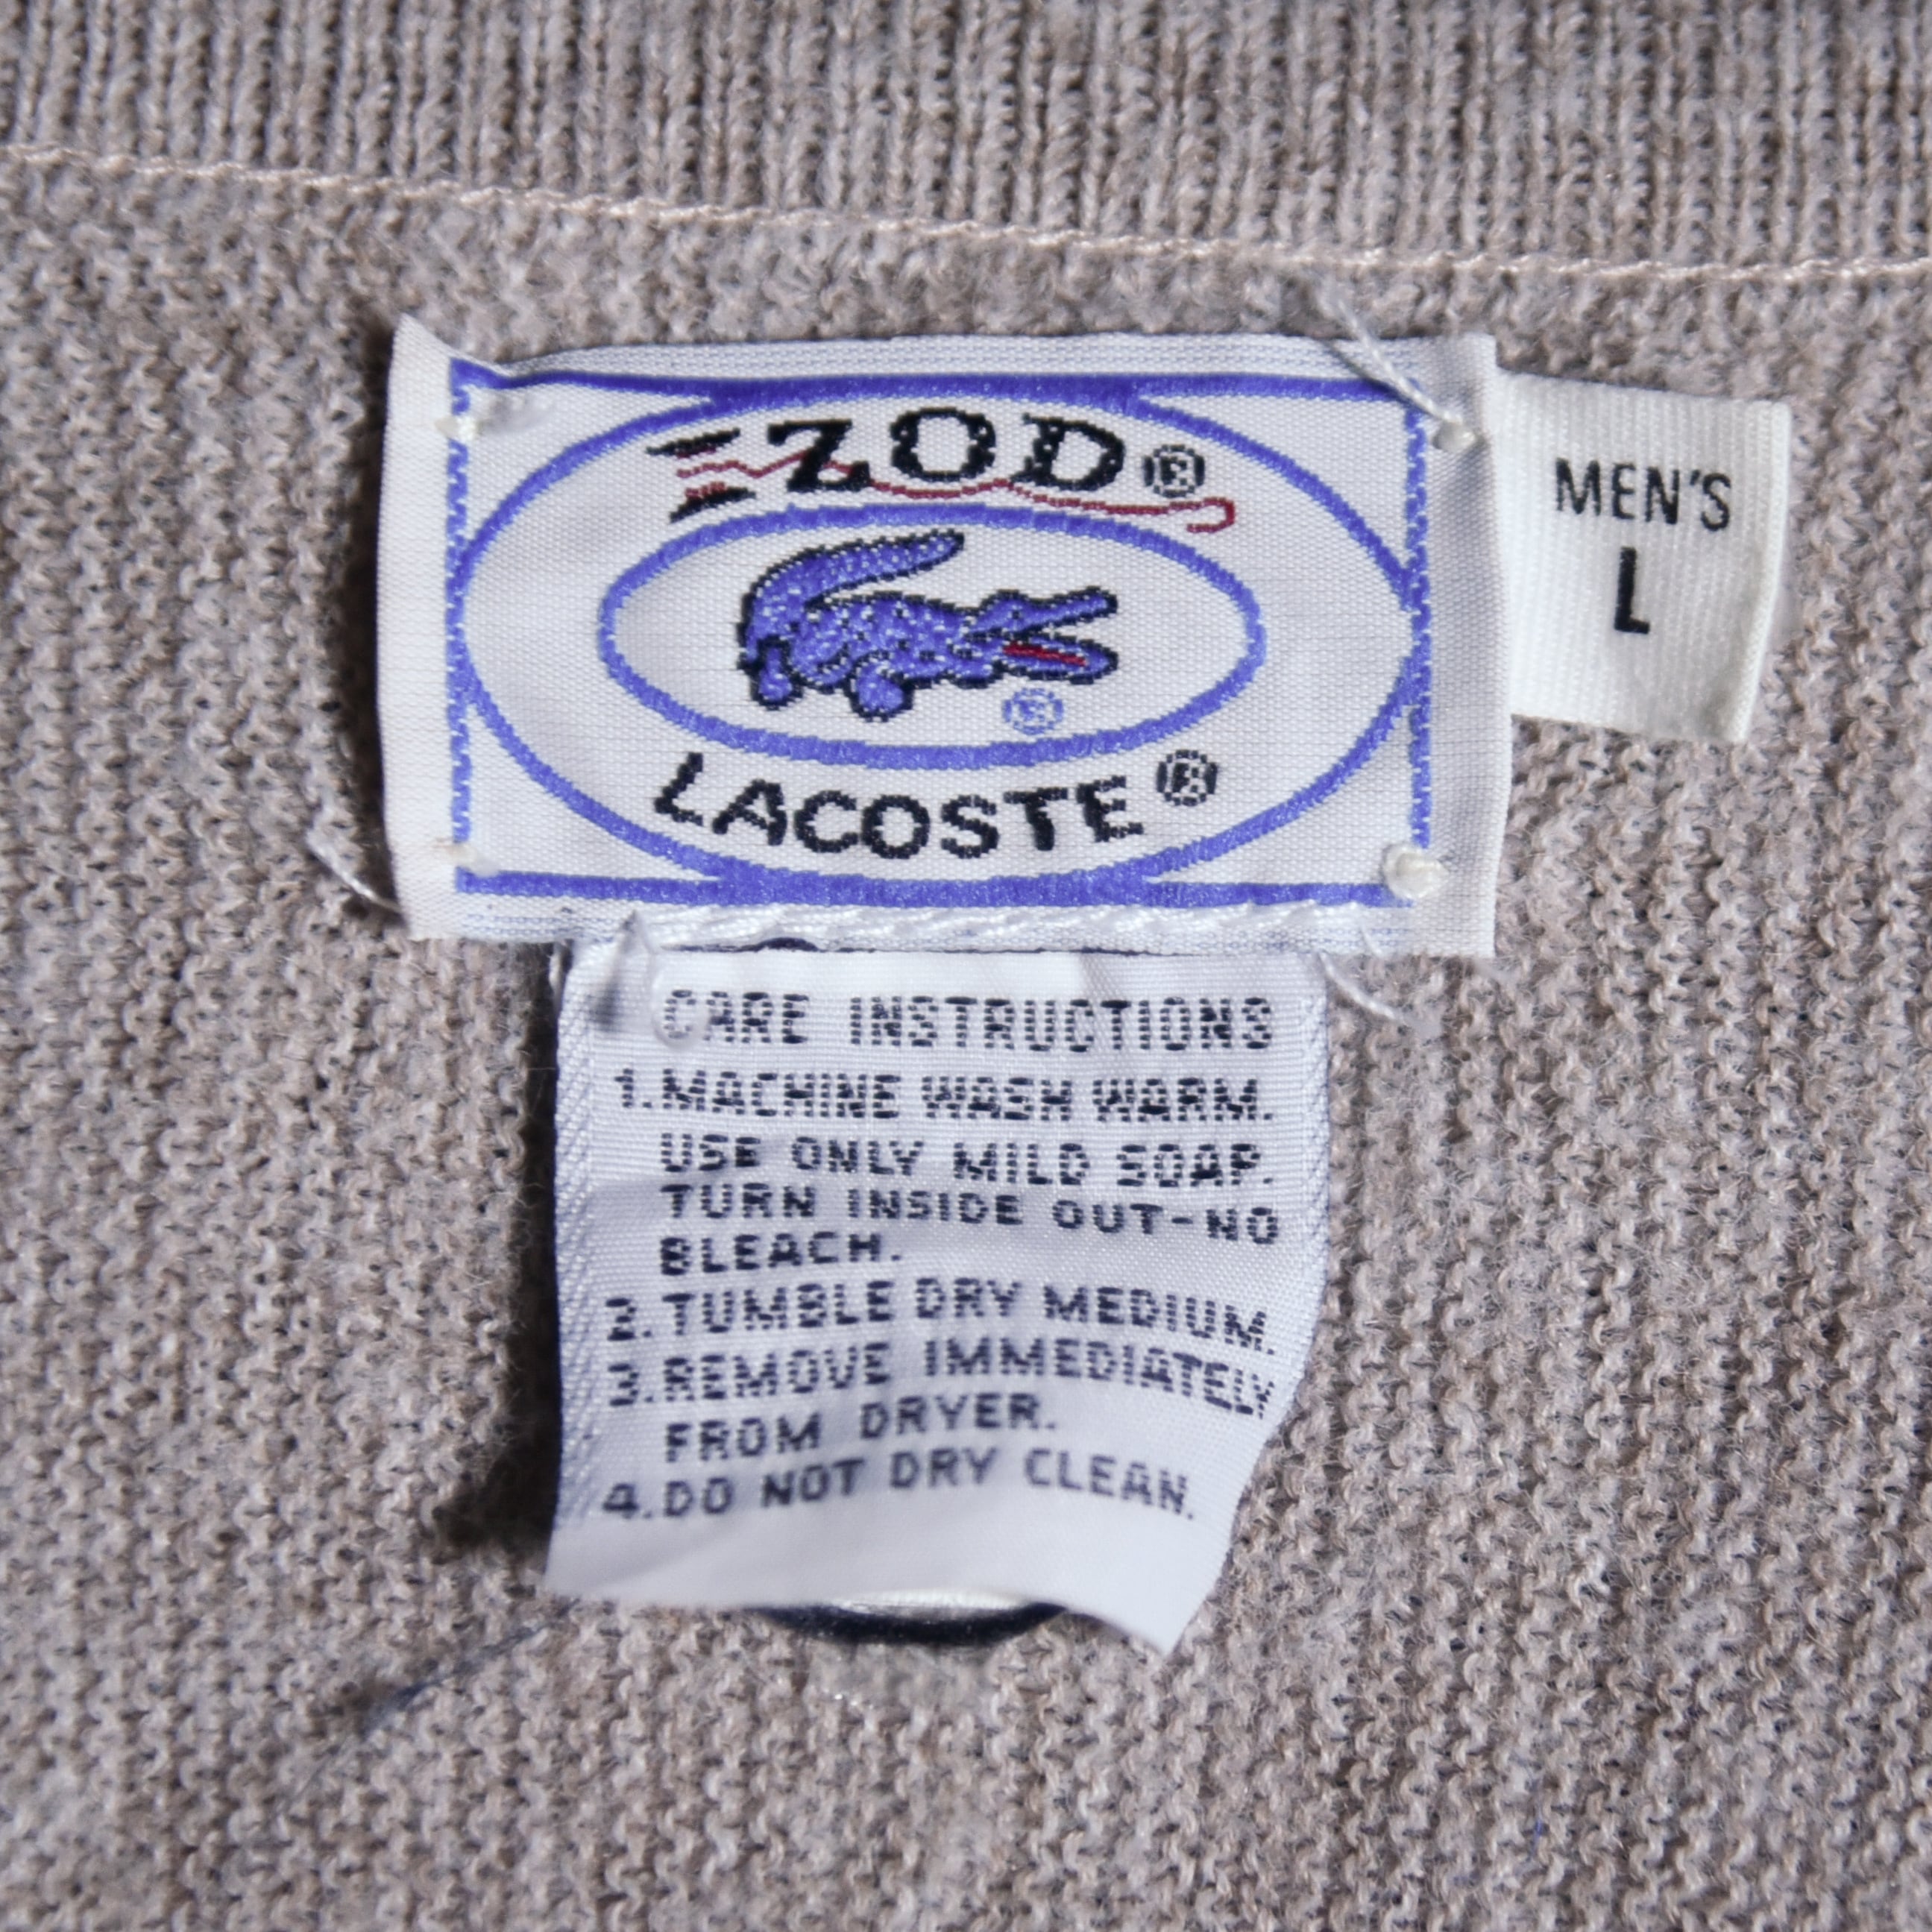 IZOD®
®
LACOSTE®
MEN'S
L
CARE INSTRUCTIONS
1.MACHINE WASH WARM.
USE ONLY MILD SOAP.
TURN INSIDE OUT-NO
BLEACH.
2.TUMBLE DRY MEDIUM.
3.REMOVE IMMEDIATELY
FROM DRYER.
4.DO NOT DRY CLEAN.